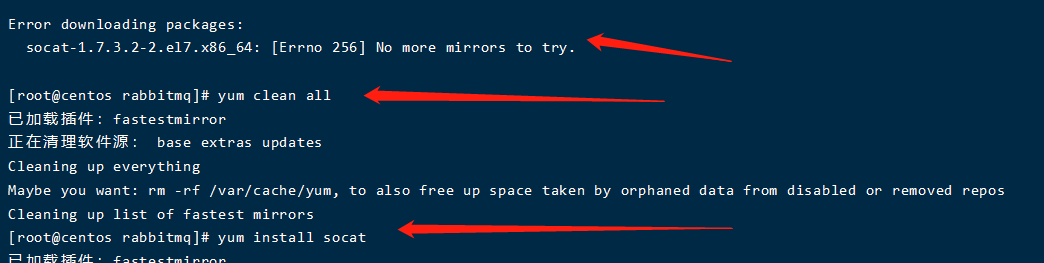 Error downloading packages:
socat-1.7.3.2-2.el7.x86_64: [Errno 256] No more mirrors to try.
[root@centos rabbitmq]# yum clean all
已加载插件：fastestmirror
正在清理软件源： base extras updates
Cleaning up everything
Maybe you want: rm -rf /var/cache/yum, to also free up space taken by orphaned data from disabled or removed repos
Cleaning up list of fastest mirrors
[root@centos rabbitmq]# yum install socat
已加载插件：fastestmirror